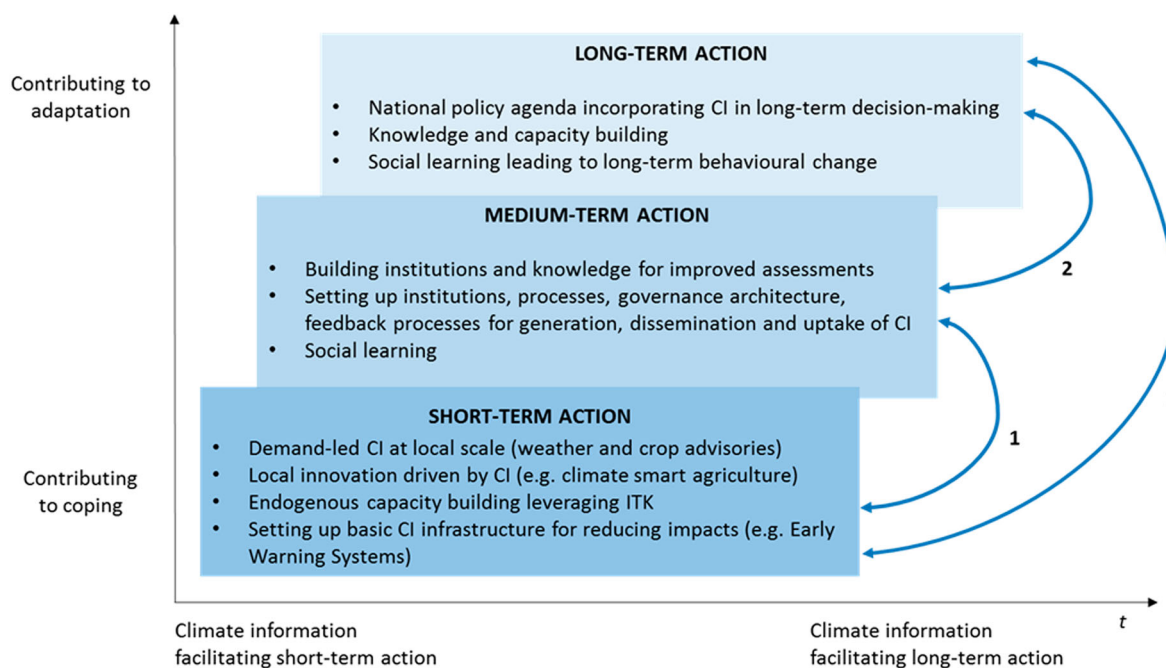 Contributing to
adaptation
LONG-TERM ACTION
• National policy agenda incorporating CI in long-term decision-making
• Knowledge and capacity building
• Social learning leading to long-term behavioural change
MEDIUM-TERM ACTION
• Building institutions and knowledge for improved assessments
• Setting up institutions, processes, governance architecture,
feedback processes for generation, dissemination and uptake of CI
• Social learning
2
Contributing
to coping
SHORT-TERM ACTION
• Demand-led CI at local scale (weather and crop advisories)
• Local innovation driven by CI (e.g. climate smart agriculture)
• Endogenous capacity building leveraging ITK
• Setting up basic CI infrastructure for reducing impacts (e.g. Early
Warning Systems)
1
Climate information
facilitating short-term action
Climate information
facilitating long-term action
t